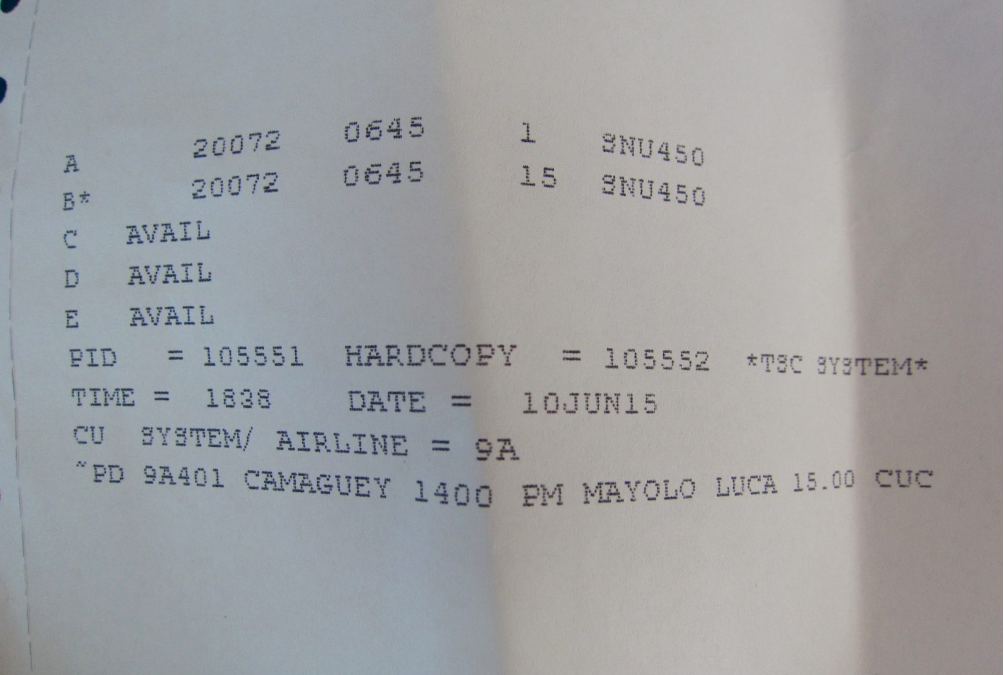 A 20072 0645 1 SNU450
B* 20072 0645 15 SNU450
C AVAIL
D AVAIL
E AVAIL
PID = 105551 HARDCOPY = 105552 *TSC SYSTEM*
TIME = 1838 DATE = 10JUN15
CU SYSTEM/ AIRLINE = 9A
~PD 9A401 CAMAGUEY 1400 PM MAYOLO LUCA 15.00 CUC